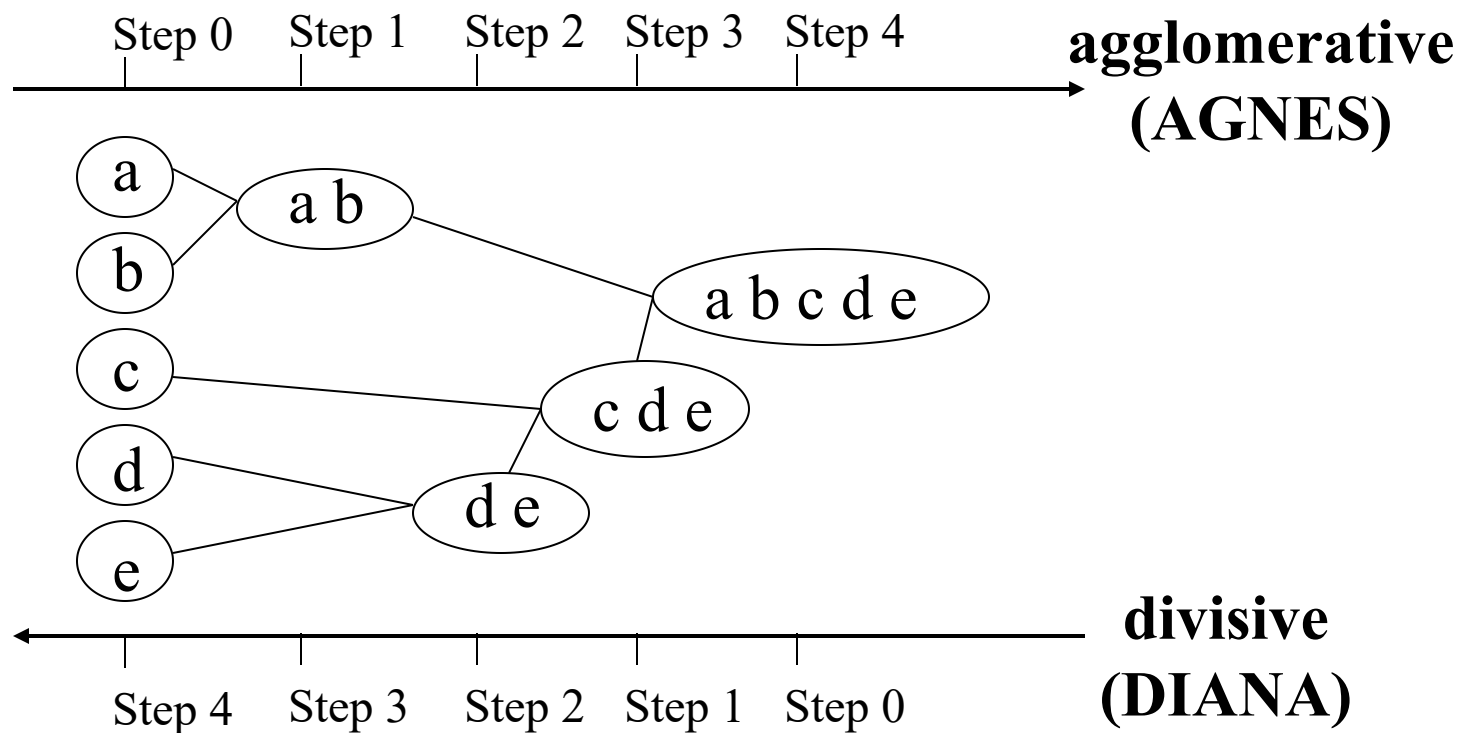 Step 0 Step 1 Step 2 Step 3 Step 4
agglomerative
(AGNES)
a
a b
b
a b c d e
c
c d e
d
d e
e
divisive
(DIANA)
Step 4 Step 3 Step 2 Step 1 Step 0